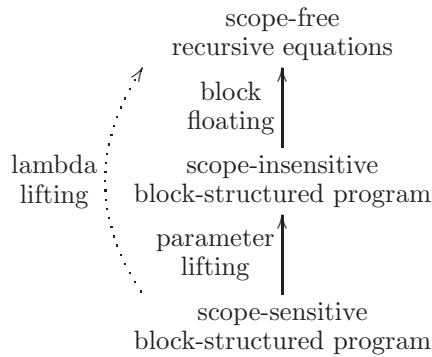 scope-free
recursive equations
block
floating
lambda
lifting
scope-insensitive
block-structured program
parameter
lifting
scope-sensitive
block-structured program